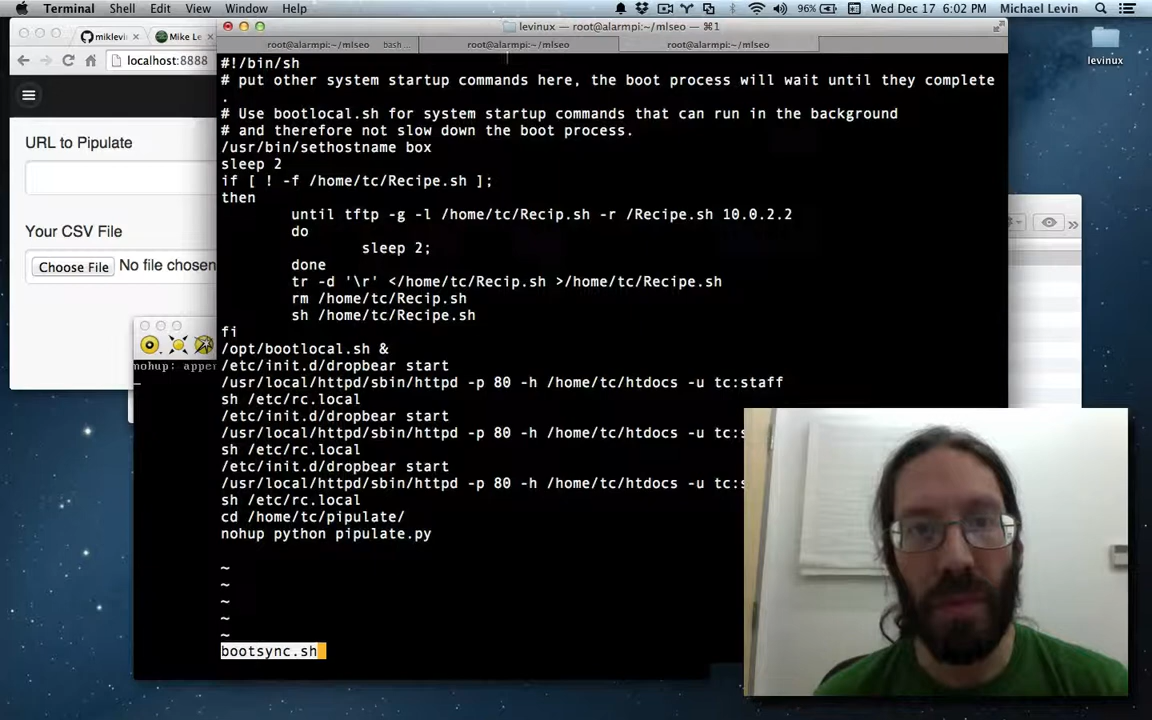 Terminal Shell Edit View Window Help 96% Wed Dec 17 6:02 PM Michael Levin
levinux — root@alarmpi:~/mlseo — ⌘1
root@alarmpi:~/mlseo bash ... root@alarmpi:~/mlseo root@alarmpi:~/mlseo
miklevi Mike Le
localhost:8888
levinux
URL to Pipulate
Your CSV File
Choose File No file chosen
nohup: apper
#!/bin/sh
# put other system startup commands here, the boot process will wait until they complete
.
# Use bootlocal.sh for system startup commands that can run in the background
# and therefore not slow down the boot process.
/usr/bin/sethostname box
sleep 2
if [ ! -f /home/tc/Recipe.sh ];
then
until tftp -g -l /home/tc/Recip.sh -r /Recipe.sh 10.0.2.2
do
sleep 2;
done
tr -d '\r' </home/tc/Recip.sh >/home/tc/Recipe.sh
rm /home/tc/Recip.sh
sh /home/tc/Recipe.sh
fi
/opt/bootlocal.sh &
/etc/init.d/dropbear start
/usr/local/httpd/sbin/httpd -p 80 -h /home/tc/htdocs -u tc:staff
sh /etc/rc.local
/etc/init.d/dropbear start
/usr/local/httpd/sbin/httpd -p 80 -h /home/tc/htdocs -u tc:s
sh /etc/rc.local
/etc/init.d/dropbear start
/usr/local/httpd/sbin/httpd -p 80 -h /home/tc/htdocs -u tc:s
sh /etc/rc.local
cd /home/tc/pipulate/
nohup python pipulate.py
~
~
~
~
~
bootsync.sh